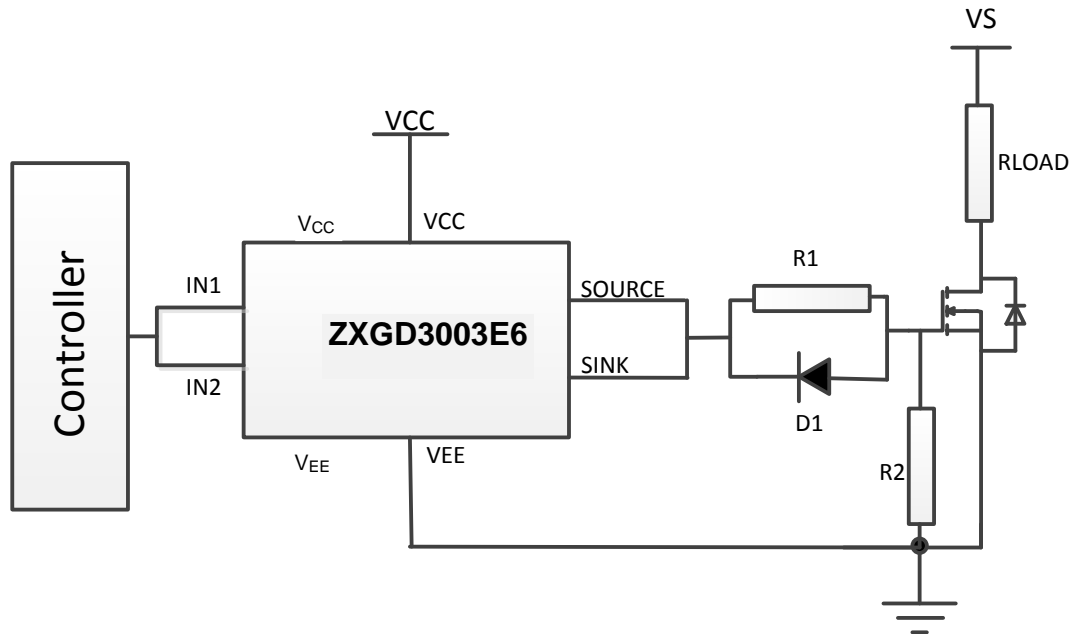 VS
VCC
RLOAD
Controller
VCC
VCC
R1
IN1
SOURCE
ZXGD3003E6
SINK
IN2
D1
VEE
VEE
R2